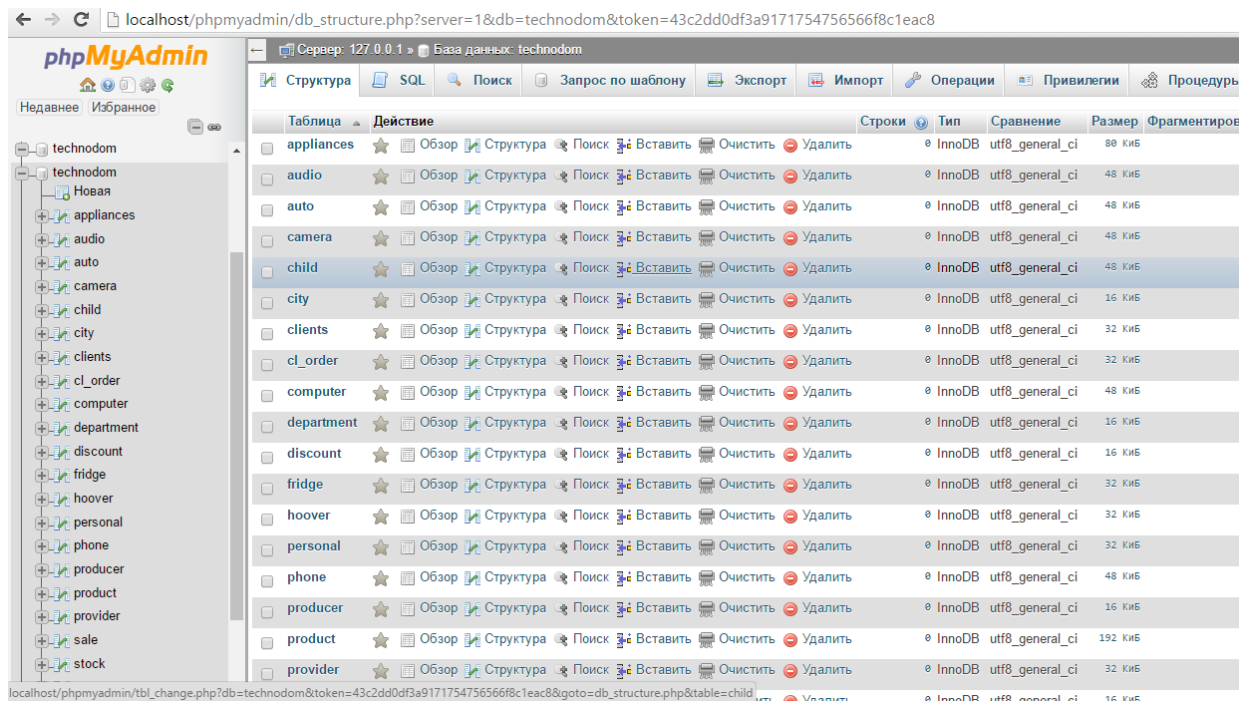 localhost/phpmyadmin/db_structure.php?server=1&db=technodom&token=43c2dd0df3a9171754756566f8c1eac8
phpMyAdmin
Недавнее Избранное
technodom
technodom
Новая
appliances
audio
auto
camera
child
city
clients
cl_order
computer
department
discount
fridge
hoover
personal
phone
producer
product
provider
sale
stock
Сервер: 127.0.0.1 » База данных: technodom
Структура SQL Поиск Запрос по шаблону Экспорт Импорт Операции Привилегии Процедуры
Таблица Действие Строки Тип Сравнение Размер Фрагментиров
appliances Обзор Структура Поиск Вставить Очистить Удалить 0 InnoDB utf8_general_ci 80 КиБ
audio Обзор Структура Поиск Вставить Очистить Удалить 0 InnoDB utf8_general_ci 48 КиБ
auto Обзор Структура Поиск Вставить Очистить Удалить 0 InnoDB utf8_general_ci 48 КиБ
camera Обзор Структура Поиск Вставить Очистить Удалить 0 InnoDB utf8_general_ci 48 КиБ
child Обзор Структура Поиск Вставить Очистить Удалить 0 InnoDB utf8_general_ci 48 КиБ
city Обзор Структура Поиск Вставить Очистить Удалить 0 InnoDB utf8_general_ci 16 КиБ
clients Обзор Структура Поиск Вставить Очистить Удалить 0 InnoDB utf8_general_ci 32 КиБ
cl_order Обзор Структура Поиск Вставить Очистить Удалить 0 InnoDB utf8_general_ci 32 КиБ
computer Обзор Структура Поиск Вставить Очистить Удалить 0 InnoDB utf8_general_ci 48 КиБ
department Обзор Структура Поиск Вставить Очистить Удалить 0 InnoDB utf8_general_ci 16 КиБ
discount Обзор Структура Поиск Вставить Очистить Удалить 0 InnoDB utf8_general_ci 16 КиБ
fridge Обзор Структура Поиск Вставить Очистить Удалить 0 InnoDB utf8_general_ci 32 КиБ
hoover Обзор Структура Поиск Вставить Очистить Удалить 0 InnoDB utf8_general_ci 32 КиБ
personal Обзор Структура Поиск Вставить Очистить Удалить 0 InnoDB utf8_general_ci 32 КиБ
phone Обзор Структура Поиск Вставить Очистить Удалить 0 InnoDB utf8_general_ci 48 КиБ
producer Обзор Структура Поиск Вставить Очистить Удалить 0 InnoDB utf8_general_ci 16 КиБ
product Обзор Структура Поиск Вставить Очистить Удалить 0 InnoDB utf8_general_ci 192 КиБ
provider Обзор Структура Поиск Вставить Очистить Удалить 0 InnoDB utf8_general_ci 32 КиБ
localhost/phpmyadmin/tbl_change.php?db=technodom&token=43c2dd0df3a9171754756566f8c1eac8&goto=db_structure.php&table=child